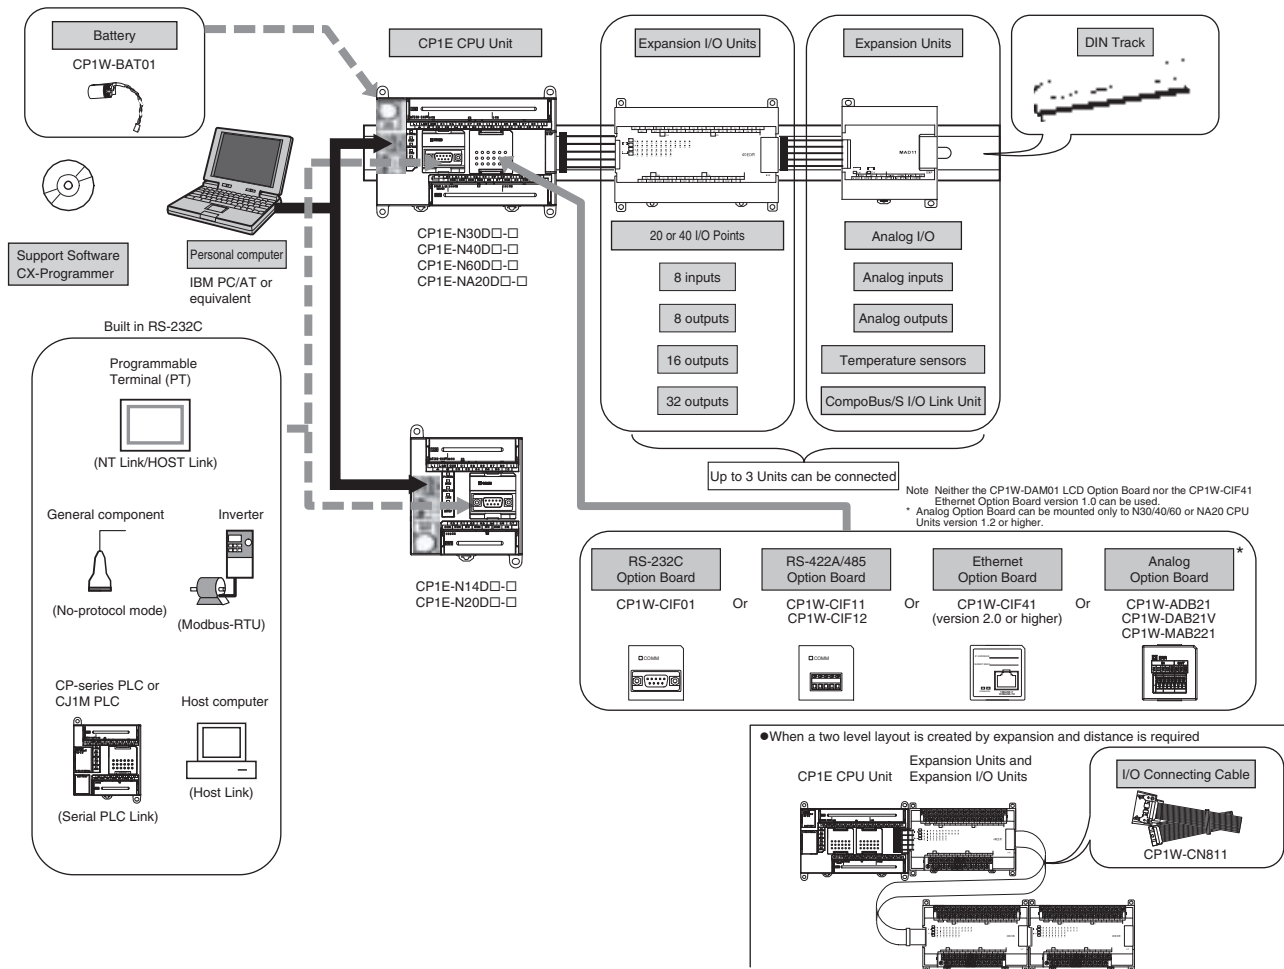 Battery
CP1W-BAT01
CP1E CPU Unit
Expansion I/O Units
Expansion Units
DIN Track
40EDR
MAD11
Support Software
CX-Programmer
Personal computer
IBM PC/AT or
equivalent
CP1E-N30D□-□
CP1E-N40D□-□
CP1E-N60D□-□
CP1E-NA20D□-□
20 or 40 I/O Points
8 inputs
8 outputs
16 outputs
32 outputs
Analog I/O
Analog inputs
Analog outputs
Temperature sensors
CompoBus/S I/O Link Unit
Up to 3 Units can be connected
Built in RS-232C
Programmable
Terminal (PT)
(NT Link/HOST Link)
General component
(No-protocol mode)
Inverter
(Modbus-RTU)
CP-series PLC or
CJ1M PLC
(Serial PLC Link)
Host computer
(Host Link)
CP1E-N14D□-□
CP1E-N20D□-□
Note Neither the CP1W-DAM01 LCD Option Board nor the CP1W-CIF41
Ethernet Option Board version 1.0 can be used.
* Analog Option Board can be mounted only to N30/40/60 or NA20 CPU
Units version 1.2 or higher.
RS-232C
Option Board
CP1W-CIF01
COMM
Or
RS-422A/485
Option Board
CP1W-CIF11
CP1W-CIF12
COMM
Or
Ethernet
Option Board
CP1W-CIF41
(version 2.0 or higher)
Or
Analog
Option Board
*
CP1W-ADB21
CP1W-DAB21V
CP1W-MAB221
●When a two level layout is created by expansion and distance is required
CP1E CPU Unit
Expansion Units and
Expansion I/O Units
I/O Connecting Cable
CP1W-CN811